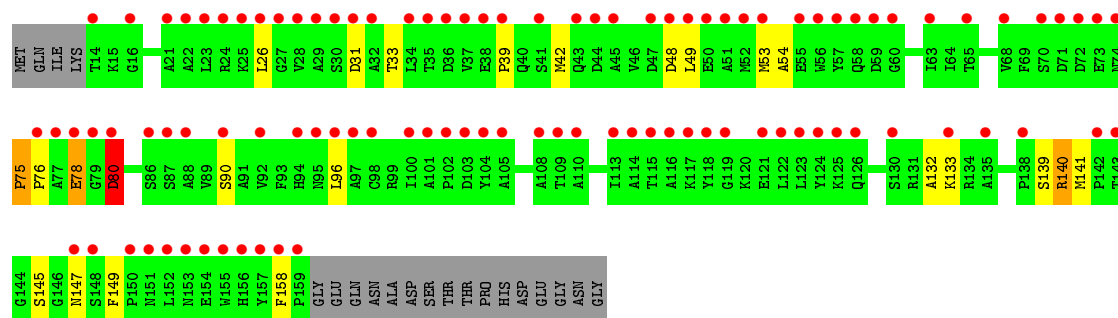 MET GLN ILE LYS T14 K15 G16 A21 A22 L23 R24 K25 L26 G27 V28 A29 S30 D31 A32 T33 L34 T35 D36 V37 E38 P39 Q40 S41 M42 Q43 D44 A45 V46 D47 D48 L49 E50 A51 M52 M53 A54 E55 W56 Y57 Q58 D59 G60 I63 I64 T65 V68 F69 S70 D71 D72 E73 N74
P75 P76 A77 E78 G79 D80 S86 S87 A88 V89 S90 A91 V92 F93 H94 N95 L96 A97 C98 R99 I100 A101 P102 D103 Y104 A105 A108 T109 A110 I113 A114 T115 A116 K117 Y118 G119 K120 E121 L122 L123 Y124 K125 Q126 S130 R131 A132 K133 R134 A135 P138 S139 R140 M141 P142 T143
G144 S145 G146 N147 S148 F149 P150 N151 L152 N153 E154 W155 H156 Y157 F158 P159 GLY GLU GLN ASN ALA ASP SER THR THR PRO HIS ASP GLU GLY ASN GLY